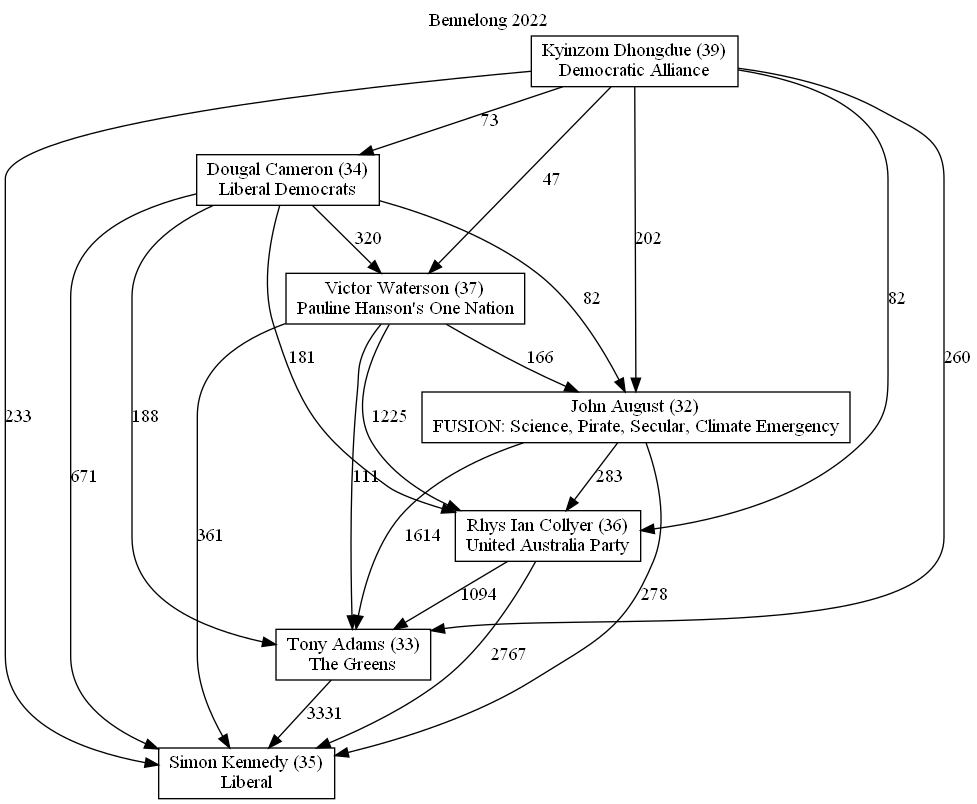 Bennelong 2022
Kyinzom Dhongdue (39)
Democratic Alliance
73
Dougal Cameron (34)
Liberal Democrats
47
320
202
Victor Waterson (37)
Pauline Hanson's One Nation
82
82
181
166
260
John August (32)
FUSION: Science, Pirate, Secular, Climate Emergency
233
188
1225
671
111
283
Rhys Ian Collyer (36)
United Australia Party
361
1614
1094
278
Tony Adams (33)
The Greens
2767
3331
Simon Kennedy (35)
Liberal